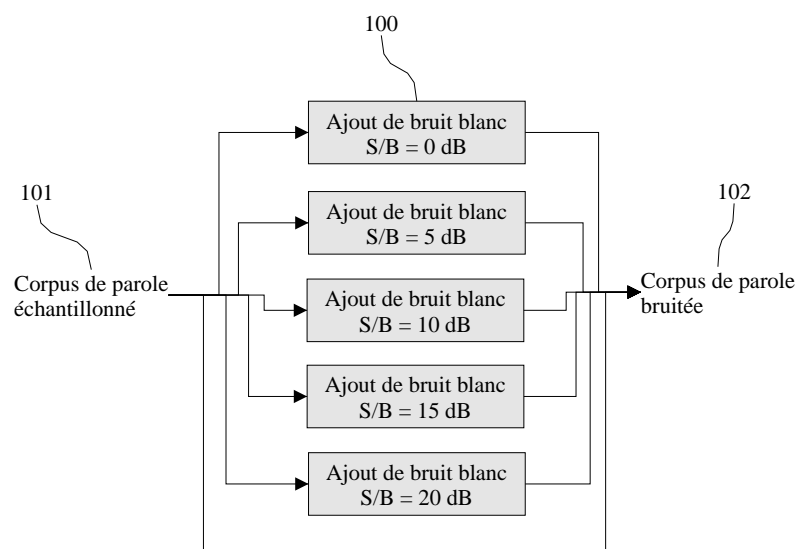 100
Ajout de bruit blanc
S/B = 0 dB
101
Ajout de bruit blanc
S/B = 5 dB
102
Corpus de parole
échantillonné
Ajout de bruit blanc
S/B = 10 dB
Corpus de parole
bruitée
Ajout de bruit blanc
S/B = 15 dB
Ajout de bruit blanc
S/B = 20 dB